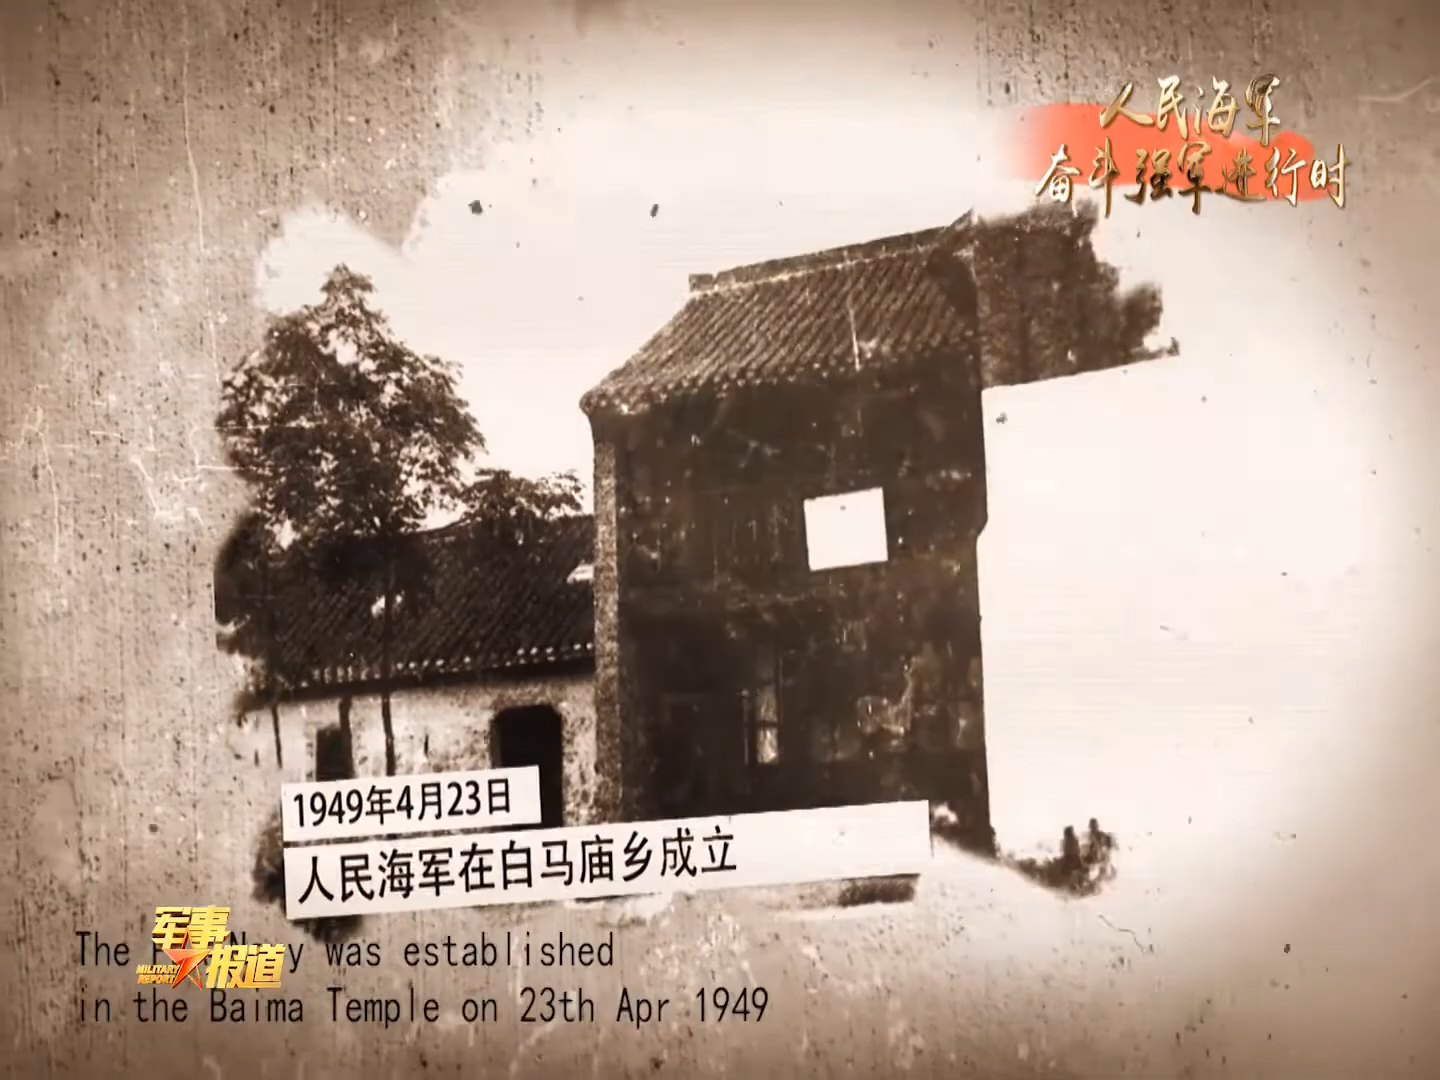 人民海军
奋斗强军进行时
1949年4月23日
人民海军在白马庙乡成立
军事
报道
MILITARY
REPORT
The was established
in the Baima Temple on 23th Apr 1949